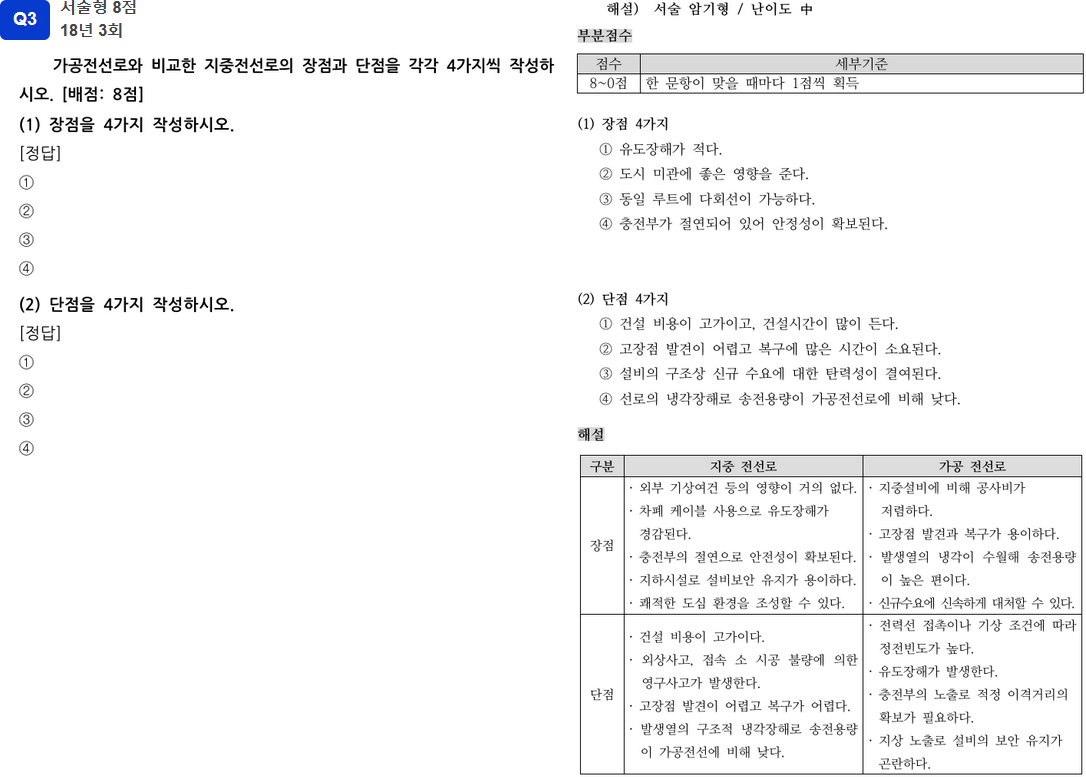 Q3
서술형 8점
18년 3회
가공전선로와 비교한 지중전선로의 장점과 단점을 각각 4가지씩 작성하
시오. [배점: 8점]
(1) 장점을 4가지 작성하시오.
[정답]
①
②
③
④
(2) 단점을 4가지 작성하시오.
[정답]
①
②
③
④
해설) 서술 암기형 / 난이도 中
부분점수
점수 세부기준
8~0점 한 문항이 맞을 때마다 1점씩 획득
(1) 장점 4가지
① 유도장해가 적다.
② 도시 미관에 좋은 영향을 준다.
③ 동일 루트에 다회선이 가능하다.
④ 충전부가 절연되어 있어 안정성이 확보된다.
(2) 단점 4가지
① 건설 비용이 고가이고, 건설시간이 많이 든다.
② 고장점 발견이 어렵고 복구에 많은 시간이 소요된다.
③ 설비의 구조상 신규 수요에 대한 탄력성이 결여된다.
④ 선로의 냉각장해로 송전용량이 가공전선로에 비해 낮다.
해설
구분 지중 전선로 가공 전선로
장점
· 외부 기상여건 등의 영향이 거의 없다.
· 차폐 케이블 사용으로 유도장해가
경감된다.
· 충전부의 절연으로 안전성이 확보된다.
· 지하시설로 설비보안 유지가 용이하다.
· 쾌적한 도심 환경을 조성할 수 있다.
· 지중설비에 비해 공사비가
저렴하다.
· 고장점 발견과 복구가 용이하다.
· 발생열의 냉각이 수월해 송전용량
이 높은 편이다.
· 신규수요에 신속하게 대처할 수 있다.
단점
· 건설 비용이 고가이다.
· 외상사고, 접속 소 시공 불량에 의한
영구사고가 발생한다.
· 고장점 발견이 어렵고 복구가 어렵다.
· 발생열의 구조적 냉각장해로 송전용량
이 가공전선에 비해 낮다.
· 전력선 접촉이나 기상 조건에 따라
정전빈도가 높다.
· 유도장해가 발생한다.
· 충전부의 노출로 적정 이격거리의
확보가 필요하다.
· 지상 노출로 설비의 보안 유지가
곤란하다.